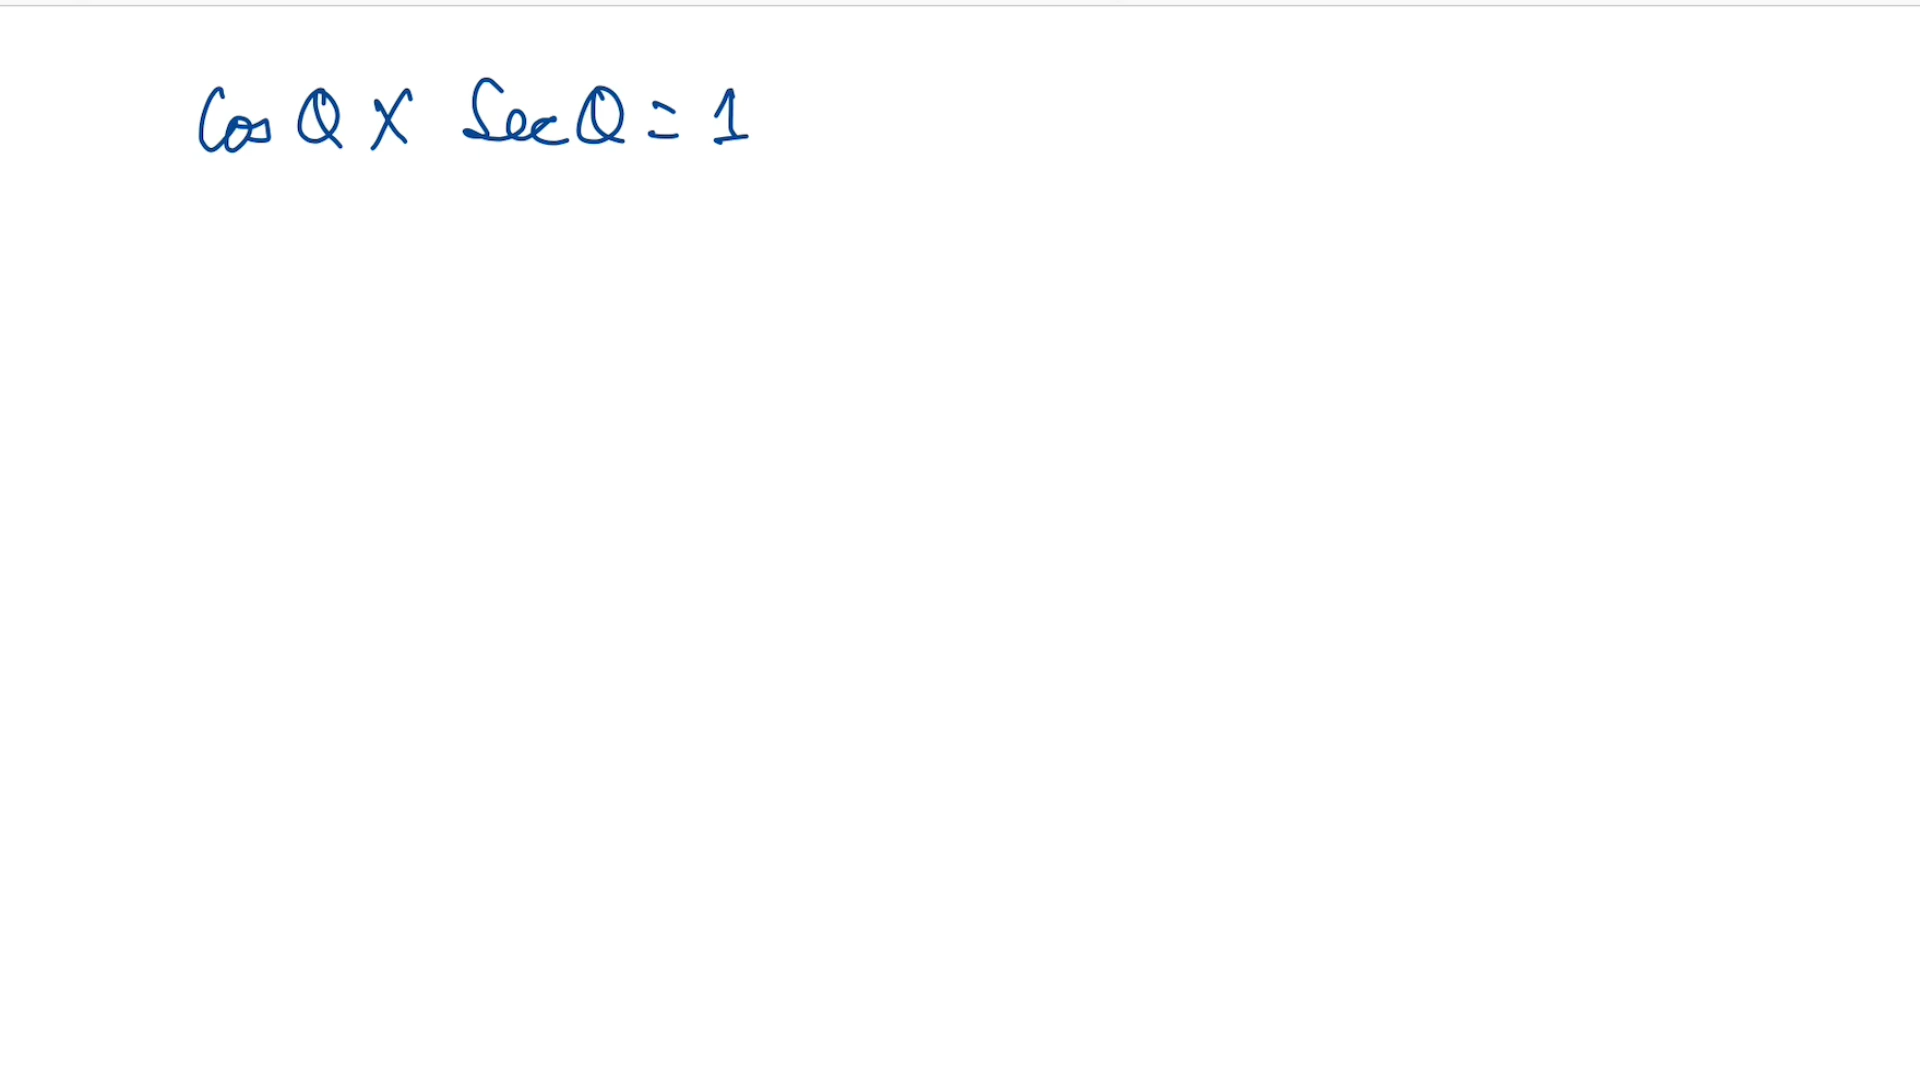 Cos θ × Sec θ = 1